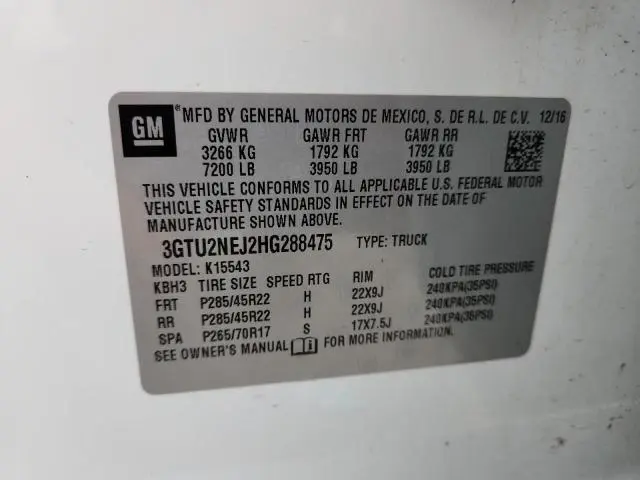 GM ® MFD BY GENERAL MOTORS DE MEXICO, S. DE R.L. DE C.V. 12/16
GVWR GAWR FRT GAWR RR
3266 KG 1792 KG 1792 KG
7200 LB 3950 LB 3950 LB
THIS VEHICLE CONFORMS TO ALL APPLICABLE U.S. FEDERAL MOTOR
VEHICLE SAFETY STANDARDS IN EFFECT ON THE DATE OF
MANUFACTURE SHOWN ABOVE.
3GTU2NEJ2HG288475 TYPE: TRUCK
MODEL: K15543
KBH3 TIRE SIZE SPEED RTG RIM COLD TIRE PRESSURE
FRT P285/45R22 H 22X9J 240KPA(35PSI)
RR P285/45R22 H 22X9J 240KPA(35PSI)
SPA P265/70R17 S 17X7.5J 240KPA(35PSI)
SEE OWNER'S MANUAL FOR MORE INFORMATION.